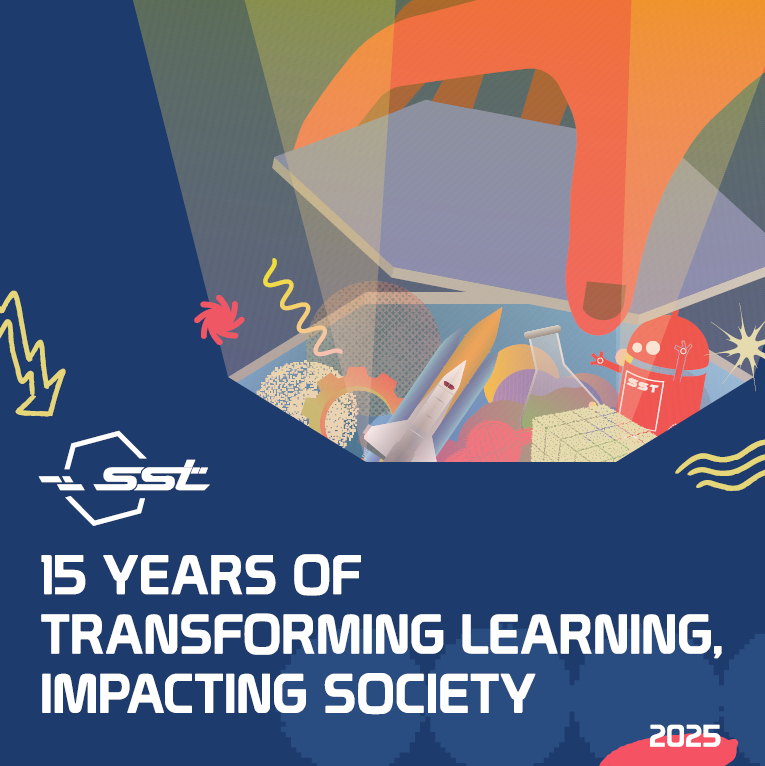 SST
sst
15 YEARS OF
TRANSFORMING LEARNING,
IMPACTING SOCIETY
2025